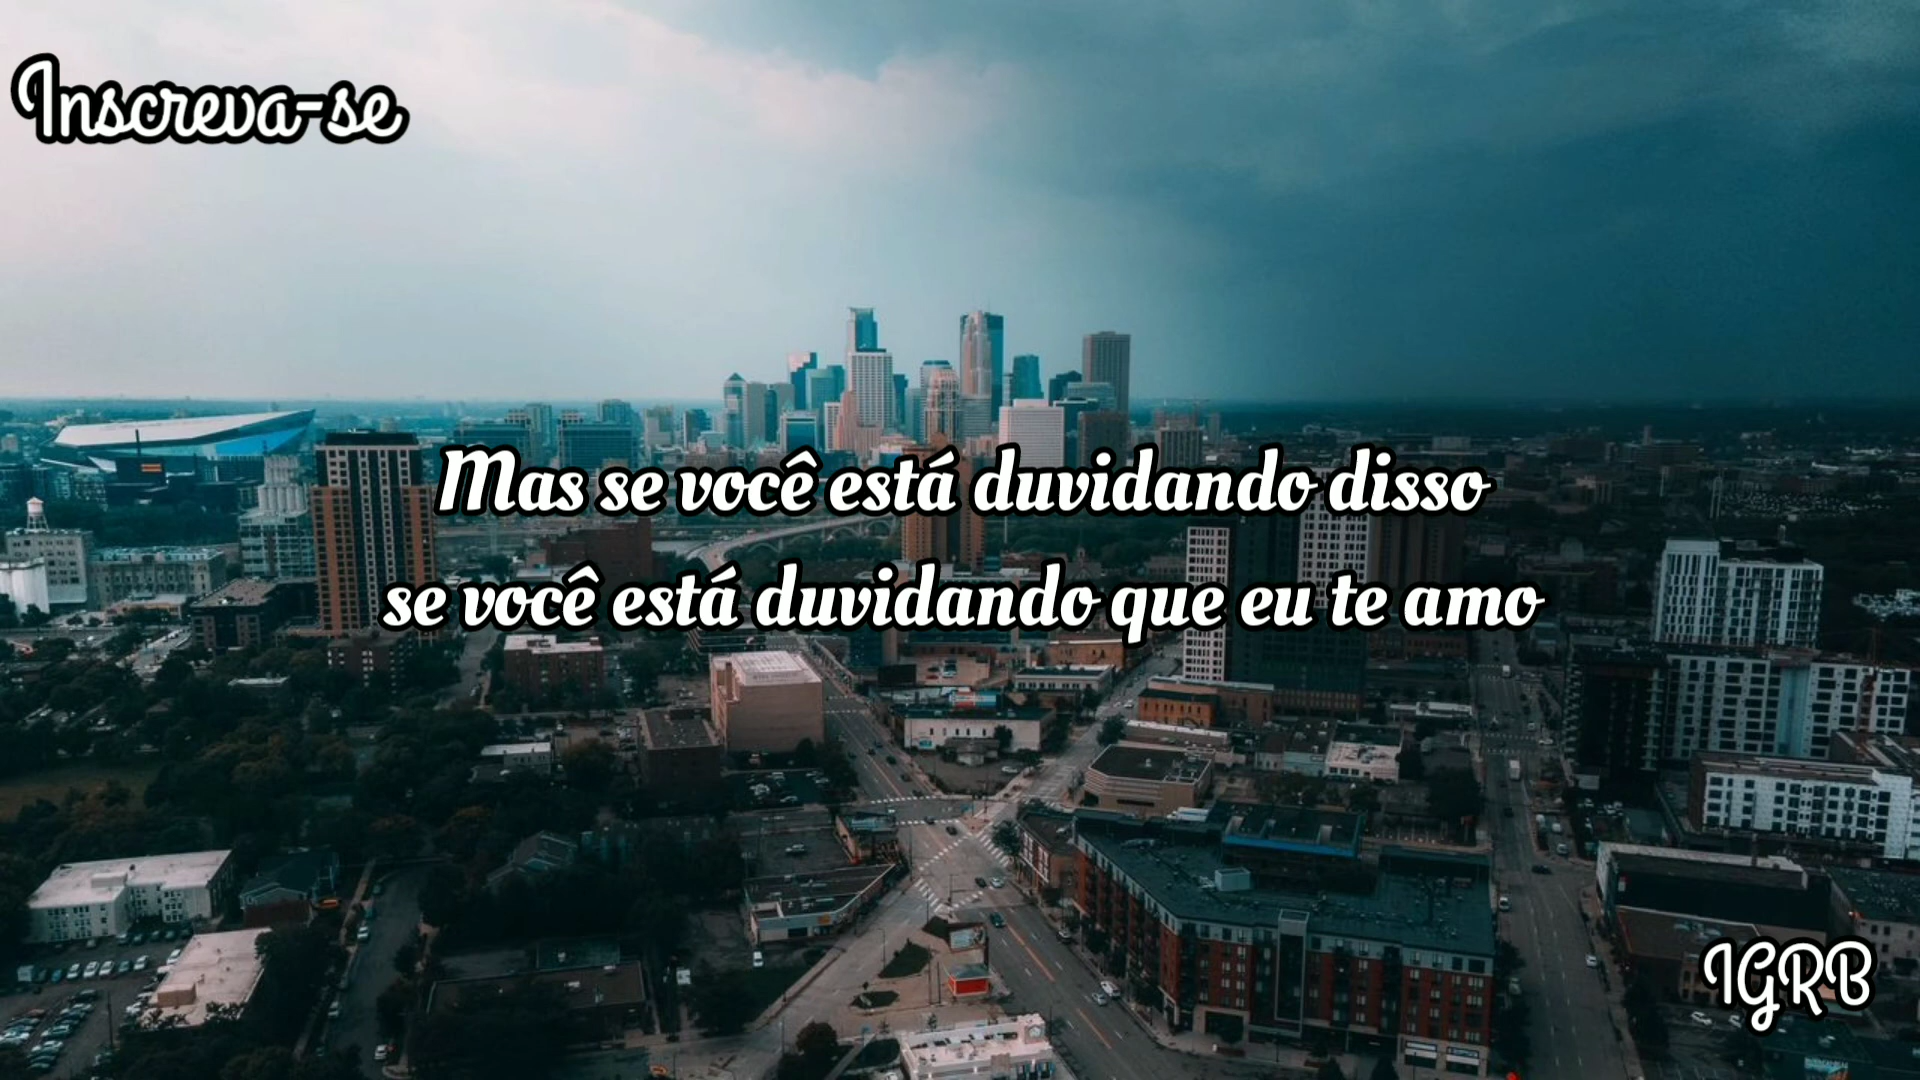 Inscreva-se
Mas se você está duvidando disso
se você está duvidando que eu te amo
IGRB